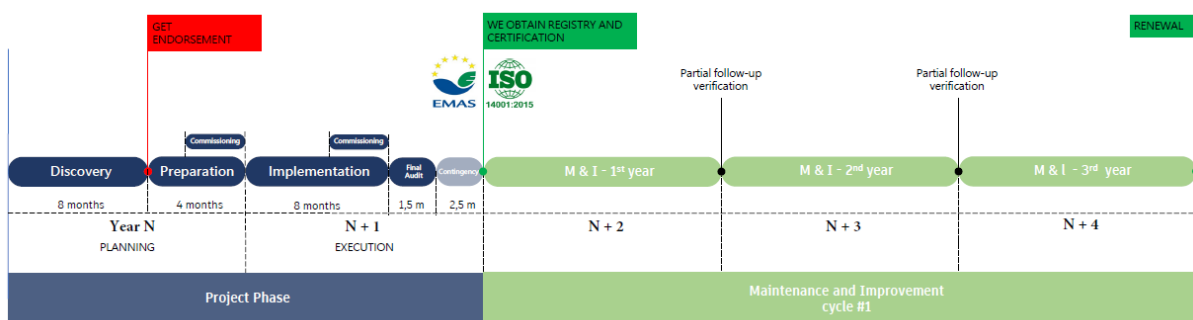 GET
ENDORSEMENT
WE OBTAIN REGISTRY AND
CERTIFICATION
RENEWAL
EMAS
ISO
14001:2015
Partial follow-up
verification
Partial follow-up
verification
Commissioning
Commissioning
Discovery
Preparation
Implementation
Final
Audit
Contingency
M & I - 1st year
M & I - 2nd year
M & l - 3rd year
8 months
4 months
8 months
1,5 m
2,5 m
Year N
N + 1
N + 2
N + 3
N + 4
PLANNING
EXECUTION
Project Phase
Maintenance and Improvement
cycle #1